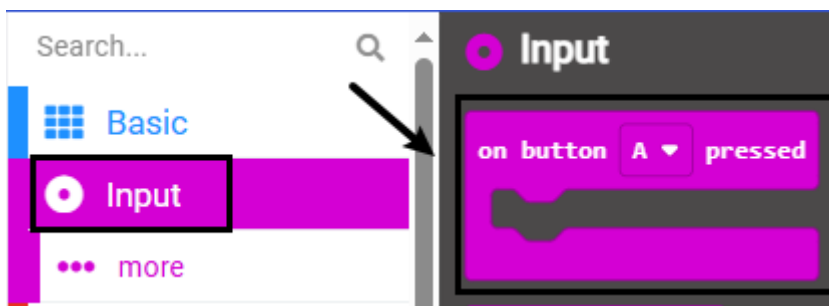 Search...
Basic
Input
more
Input
on button A pressed